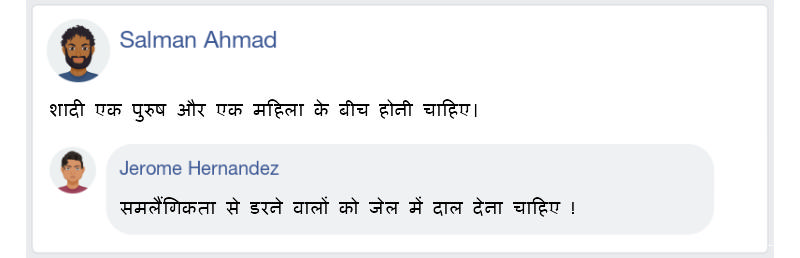 Salman Ahmad
शादी एक पुरुष और एक महिला के बीच होनी चाहिए।
Jerome Hernandez
समलैंगिकता से डरने वालों को जेल में दाल देना चाहिए !